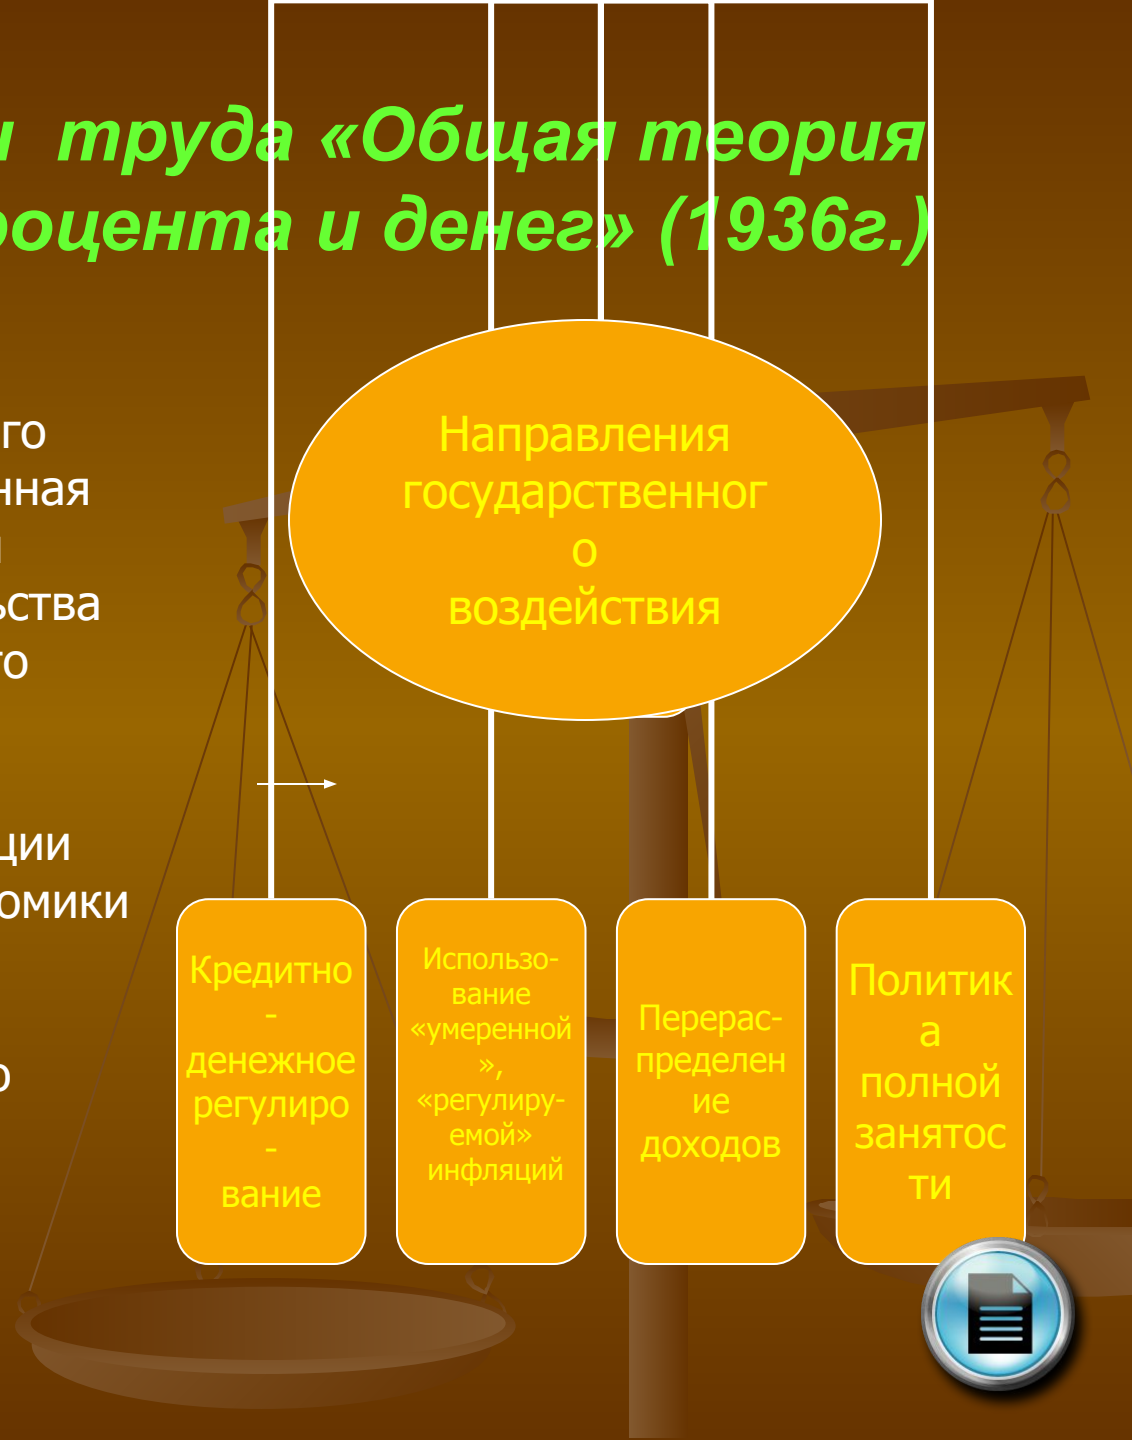 труда «Общая теория
роцента и денег» (1936г.)
го
нная
ьства
го
ции
омики
о
Направления
государственног
о
воздействия
Кредитно
-
денежное
регулиро
-
вание
Использо-
вание
«умеренной
»,
«регулиру-
емой»
инфляций
Перерас-
пределен
ие
доходов
Политик
а
полной
занятос
ти